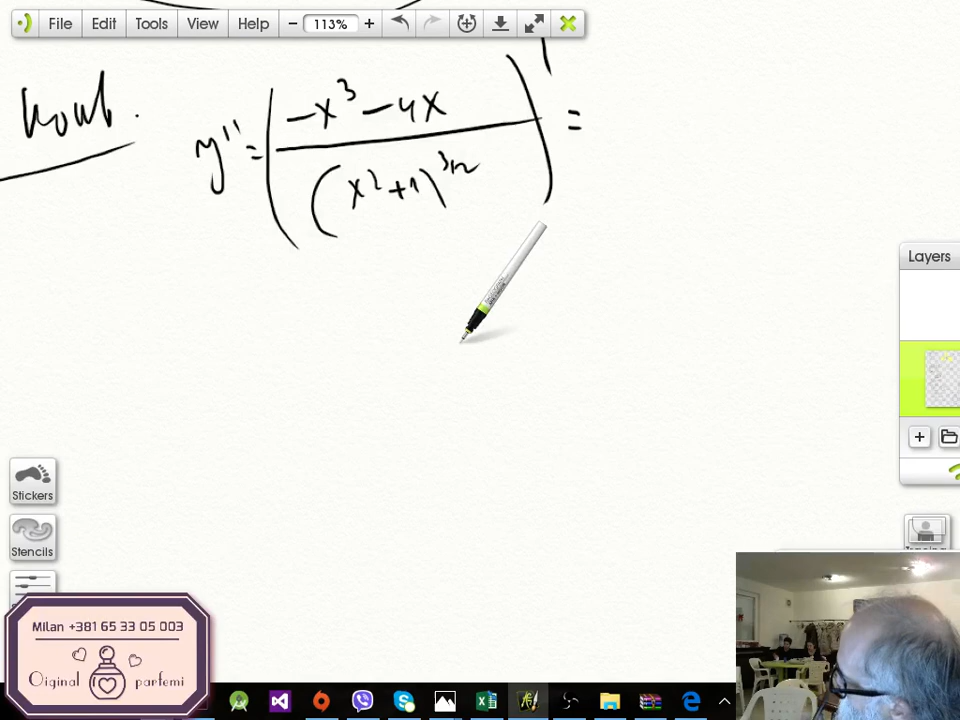 File Edit Tools View Help − 113% +
конв.
y'' = ( −x³ − 4x / (x² + 1)^3/2 )' =
Layers
+
Stickers
Stencils
Milan +381 65 33 05 003
Original parfemi